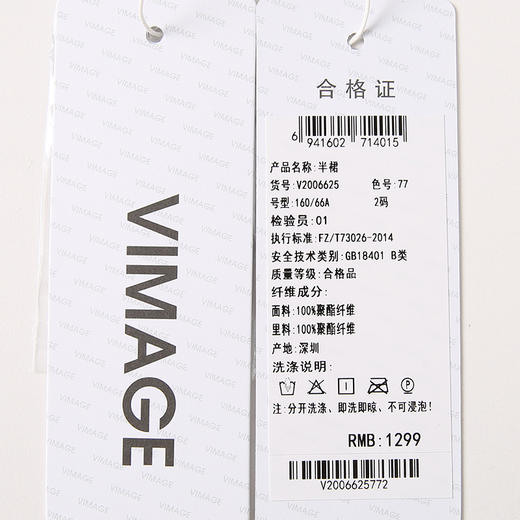 VIMAGE
合格证
6 941602 714015
产品名称:半裙
货号:V2006625 色号:77
号型:160/66A 2码
检验员:01
执行标准:FZ/T73026-2014
安全技术类别:GB18401 B类
质量等级:合格品
纤维成分:
面料:100%聚酯纤维
里料:100%聚酯纤维
产地:深圳
洗涤说明:
注:分开洗涤、即洗即晾、不可浸泡!
RMB:1299
V2006625772